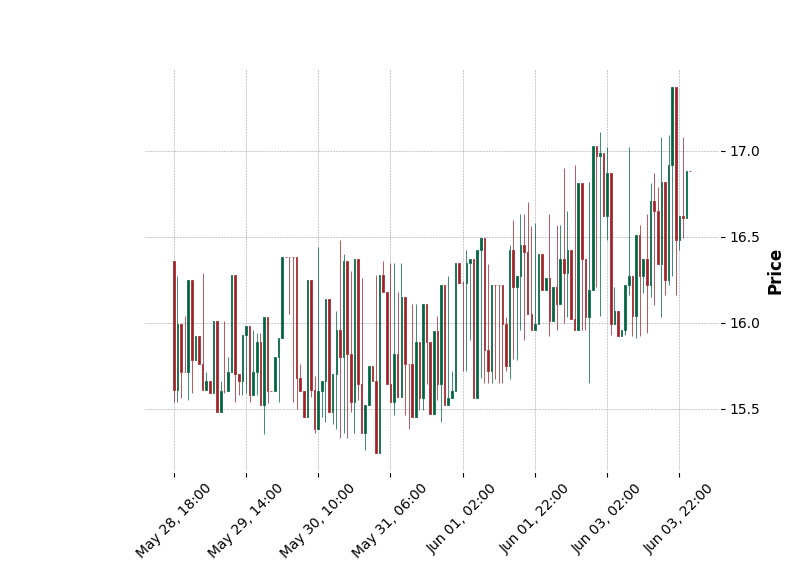 17.0
16.5
16.0
15.5
Price
May 28, 18:00
May 29, 14:00
May 30, 10:00
May 31, 06:00
Jun 01, 02:00
Jun 01, 22:00
Jun 03, 02:00
Jun 03, 22:00